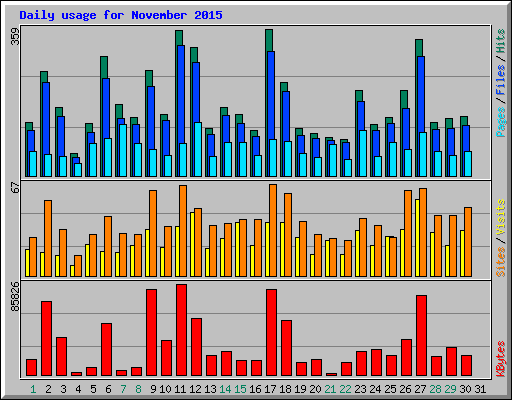 Daily usage for November 2015
359
Pages / Files / Hits
67
Sites / Visits
85826
KBytes
1 2 3 4 5 6 7 8 9 10 11 12 13 14 15 16 17 18 19 20 21 22 23 24 25 26 27 28 29 30 31